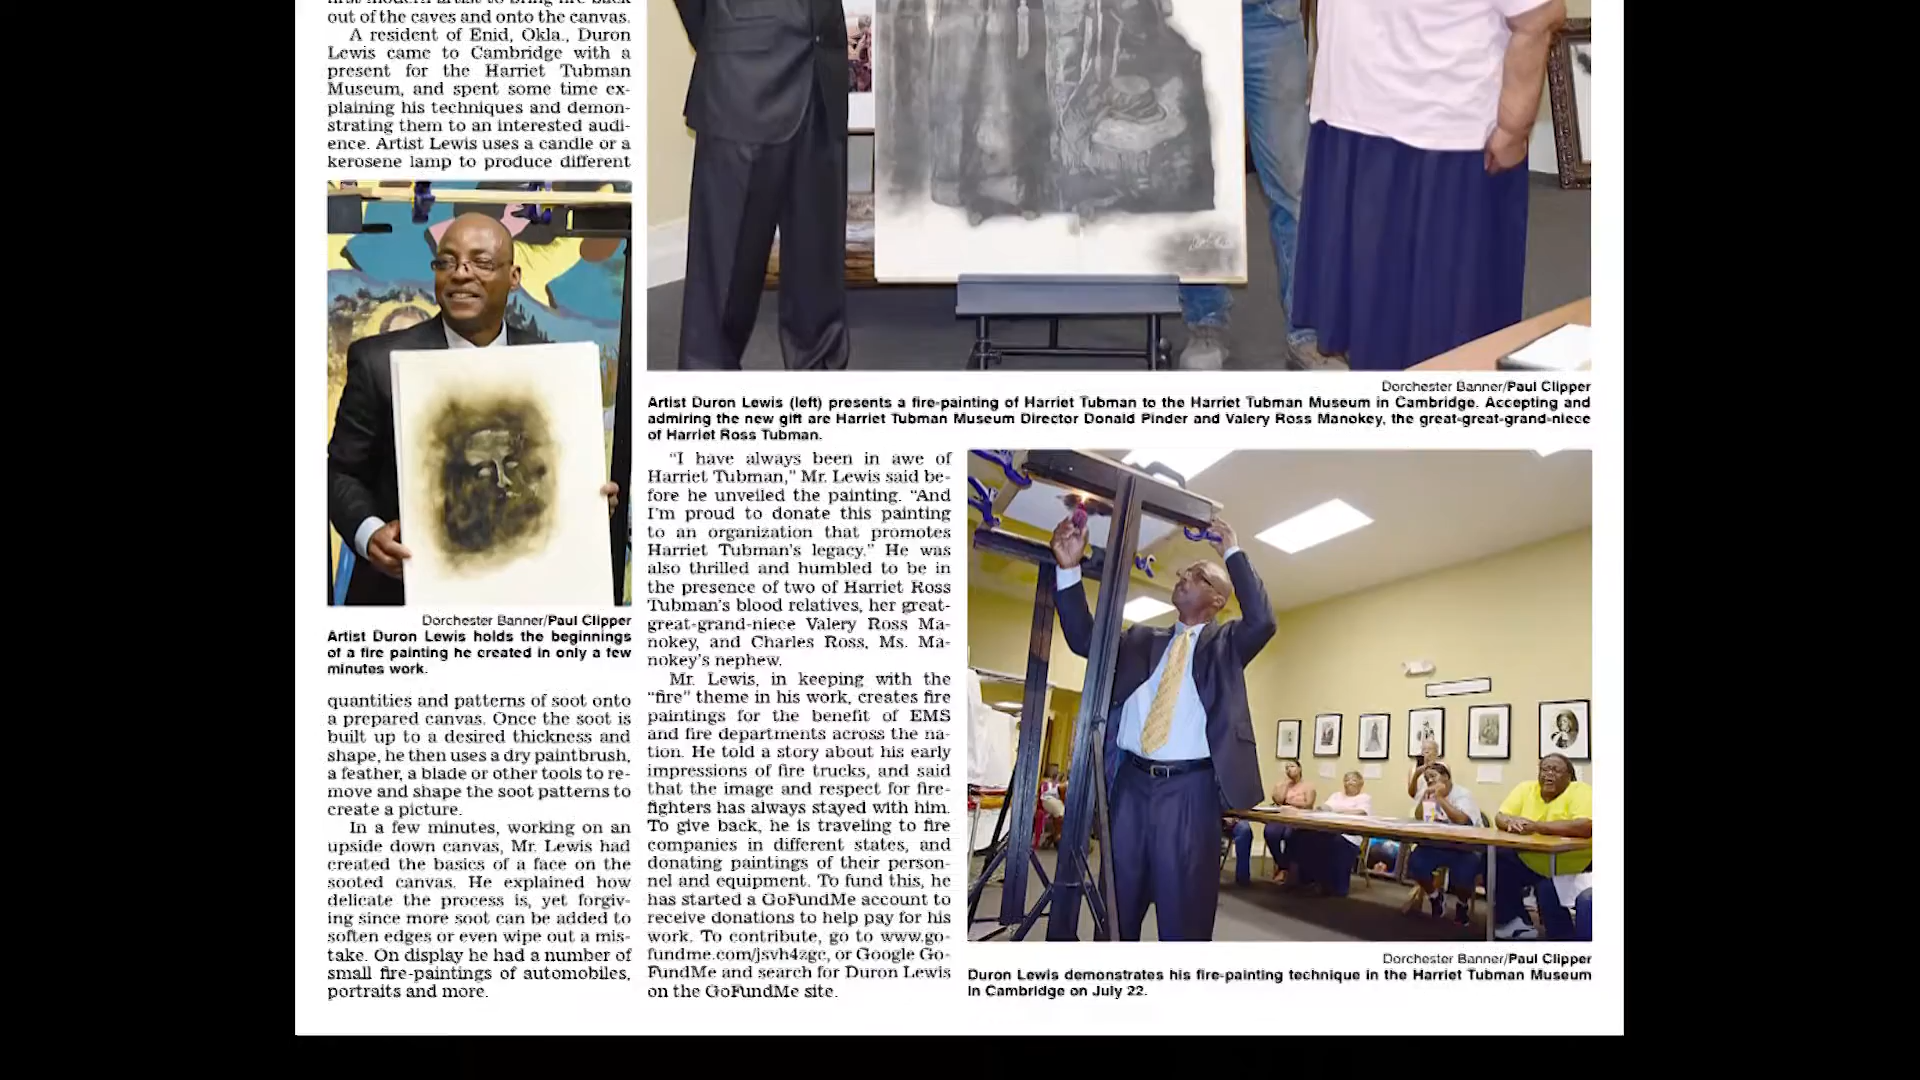 out of the caves and onto the canvas.
A resident of Enid, Okla., Duron
Lewis came to Cambridge with a
present for the Harriet Tubman
Museum, and spent some time ex-
plaining his techniques and demon-
strating them to an interested audi-
ence. Artist Lewis uses a candle or a
kerosene lamp to produce different
Dorchester Banner/Paul Clipper
Artist Duron Lewis holds the beginnings
of a fire painting he created in only a few
minutes work.
quantities and patterns of soot onto
a prepared canvas. Once the soot is
built up to a desired thickness and
shape, he then uses a dry paintbrush,
a feather, a blade or other tools to re-
move and shape the soot patterns to
create a picture.
In a few minutes, working on an
upside down canvas, Mr. Lewis had
created the basics of a face on the
sooted canvas. He explained how
delicate the process is, yet forgiv-
ing since more soot can be added to
soften edges or even wipe out a mis-
take. On display he had a number of
small fire-paintings of automobiles,
portraits and more.
Dorchester Banner/Paul Clipper
Artist Duron Lewis (left) presents a fire-painting of Harriet Tubman to the Harriet Tubman Museum in Cambridge. Accepting and
admiring the new gift are Harriet Tubman Museum Director Donald Pinder and Valery Ross Manokey, the great-great-grand-niece
of Harriet Ross Tubman.
"I have always been in awe of
Harriet Tubman," Mr. Lewis said be-
fore he unveiled the painting. "And
I'm proud to donate this painting
to an organization that promotes
Harriet Tubman's legacy." He was
also thrilled and humbled to be in
the presence of two of Harriet Ross
Tubman's blood relatives, her great-
great-grand-niece Valery Ross Ma-
nokey, and Charles Ross, Ms. Ma-
nokey's nephew.
Mr. Lewis, in keeping with the
"fire" theme in his work, creates fire
paintings for the benefit of EMS
and fire departments across the na-
tion. He told a story about his early
impressions of fire trucks, and said
that the image and respect for fire-
fighters has always stayed with him.
To give back, he is traveling to fire
companies in different states, and
donating paintings of their person-
nel and equipment. To fund this, he
has started a GoFundMe account to
receive donations to help pay for his
work. To contribute, go to www.go-
fundme.com/jsvh4zgc, or Google Go-
FundMe and search for Duron Lewis
on the GoFundMe site.
Dorchester Banner/Paul Clipper
Duron Lewis demonstrates his fire-painting technique in the Harriet Tubman Museum
in Cambridge on July 22.